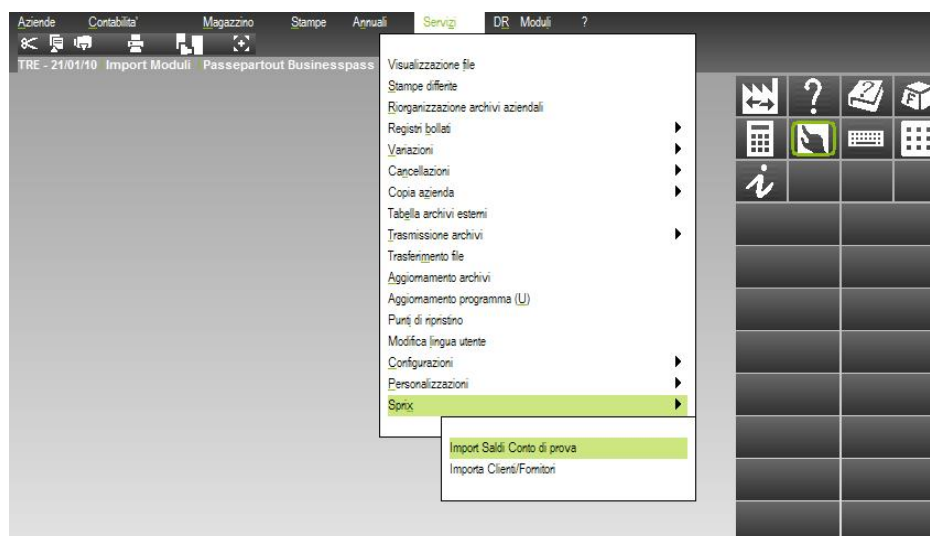 Aziende Contabilita' Magazzino Stampe Annuali Servizi DR Moduli ?
TRE - 21/01/10 Import Moduli Passepartout Businesspass
Visualizzazione file
Stampe differite
Riorganizzazione archivi aziendali
Registri bollati
Variazioni
Cancellazioni
Copia azienda
Tabella archivi esterni
Trasmissione archivi
Trasferimento file
Aggiornamento archivi
Aggiornamento programma (U)
Punti di ripristino
Modifica lingua utente
Configurazioni
Personalizzazioni
Sprix
Import Saldi Conto di prova
Importa Clienti/Fornitori